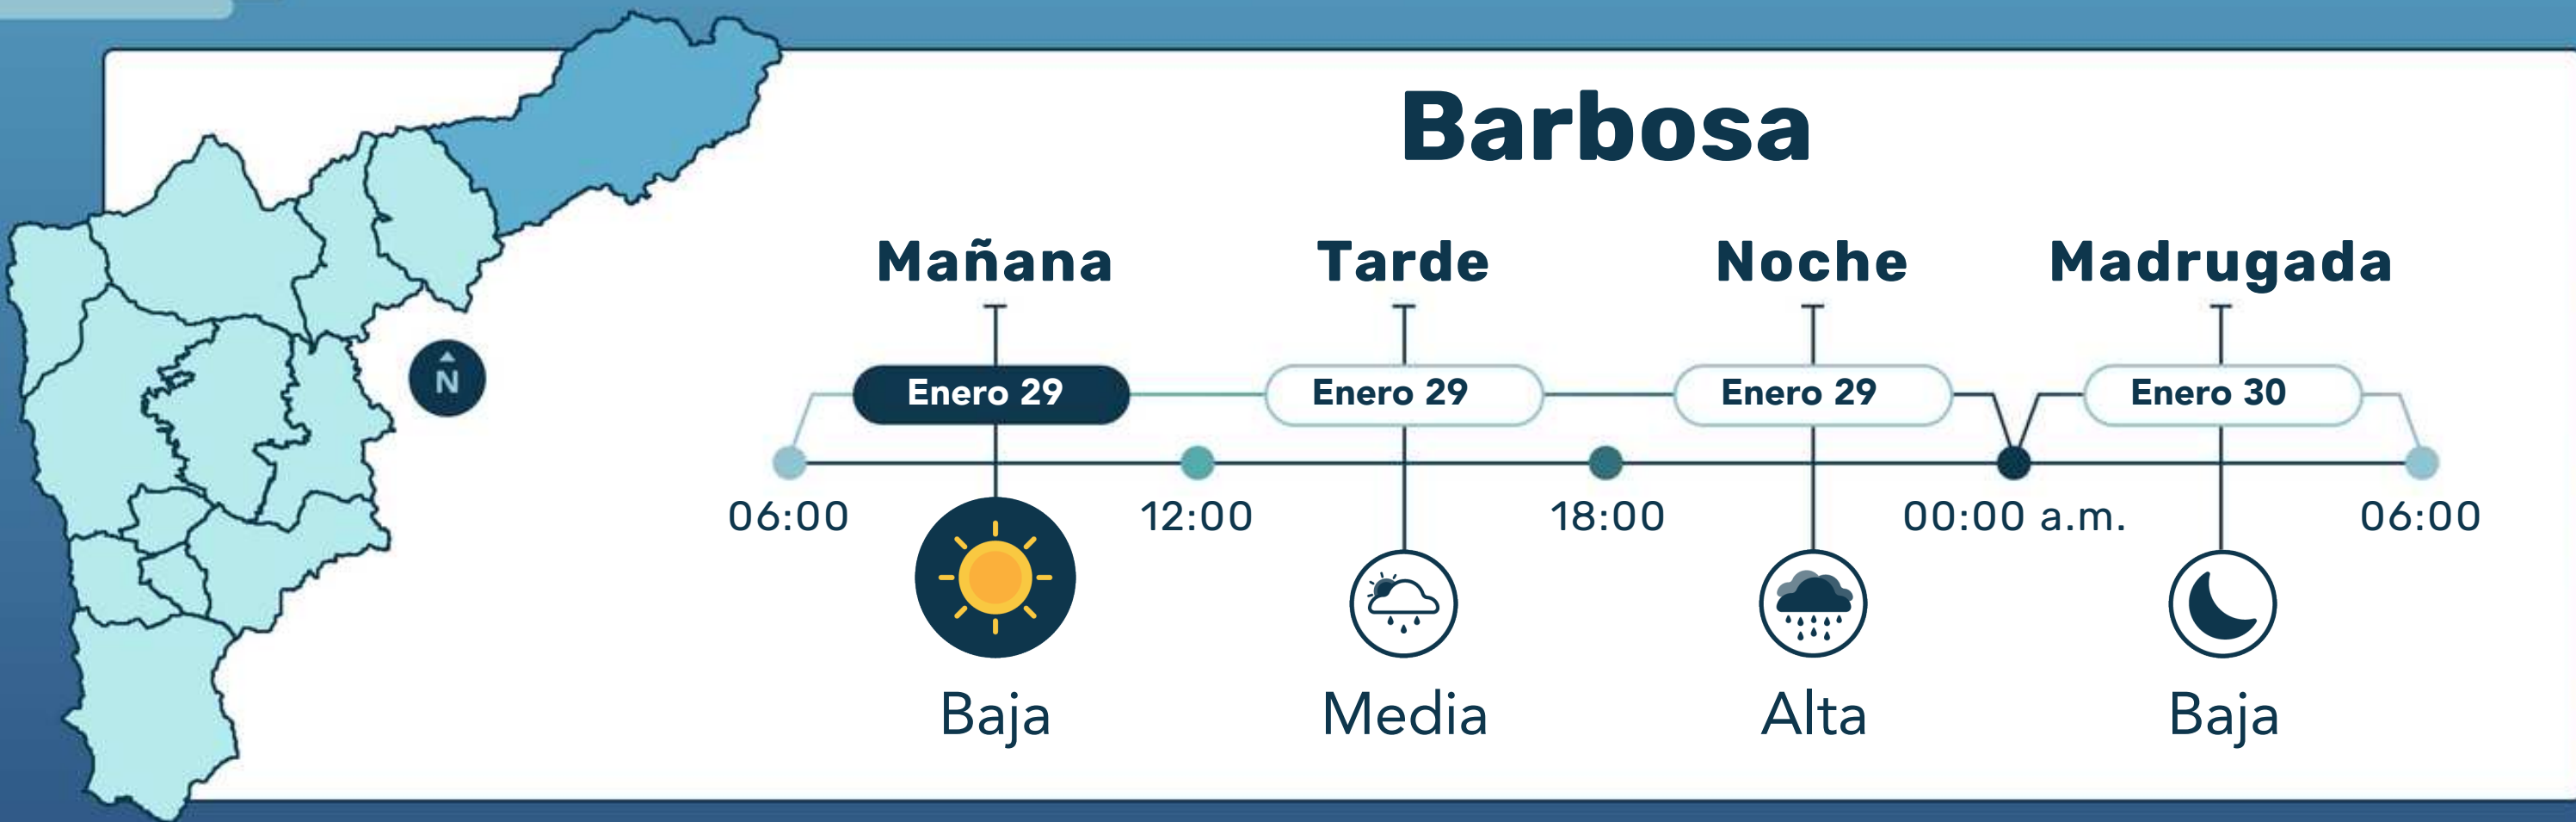 Barbosa
Mañana Tarde Noche Madrugada
N
Enero 29 Enero 29 Enero 29 Enero 30
06:00 12:00 18:00 00:00 a.m. 06:00
Baja Media Alta Baja